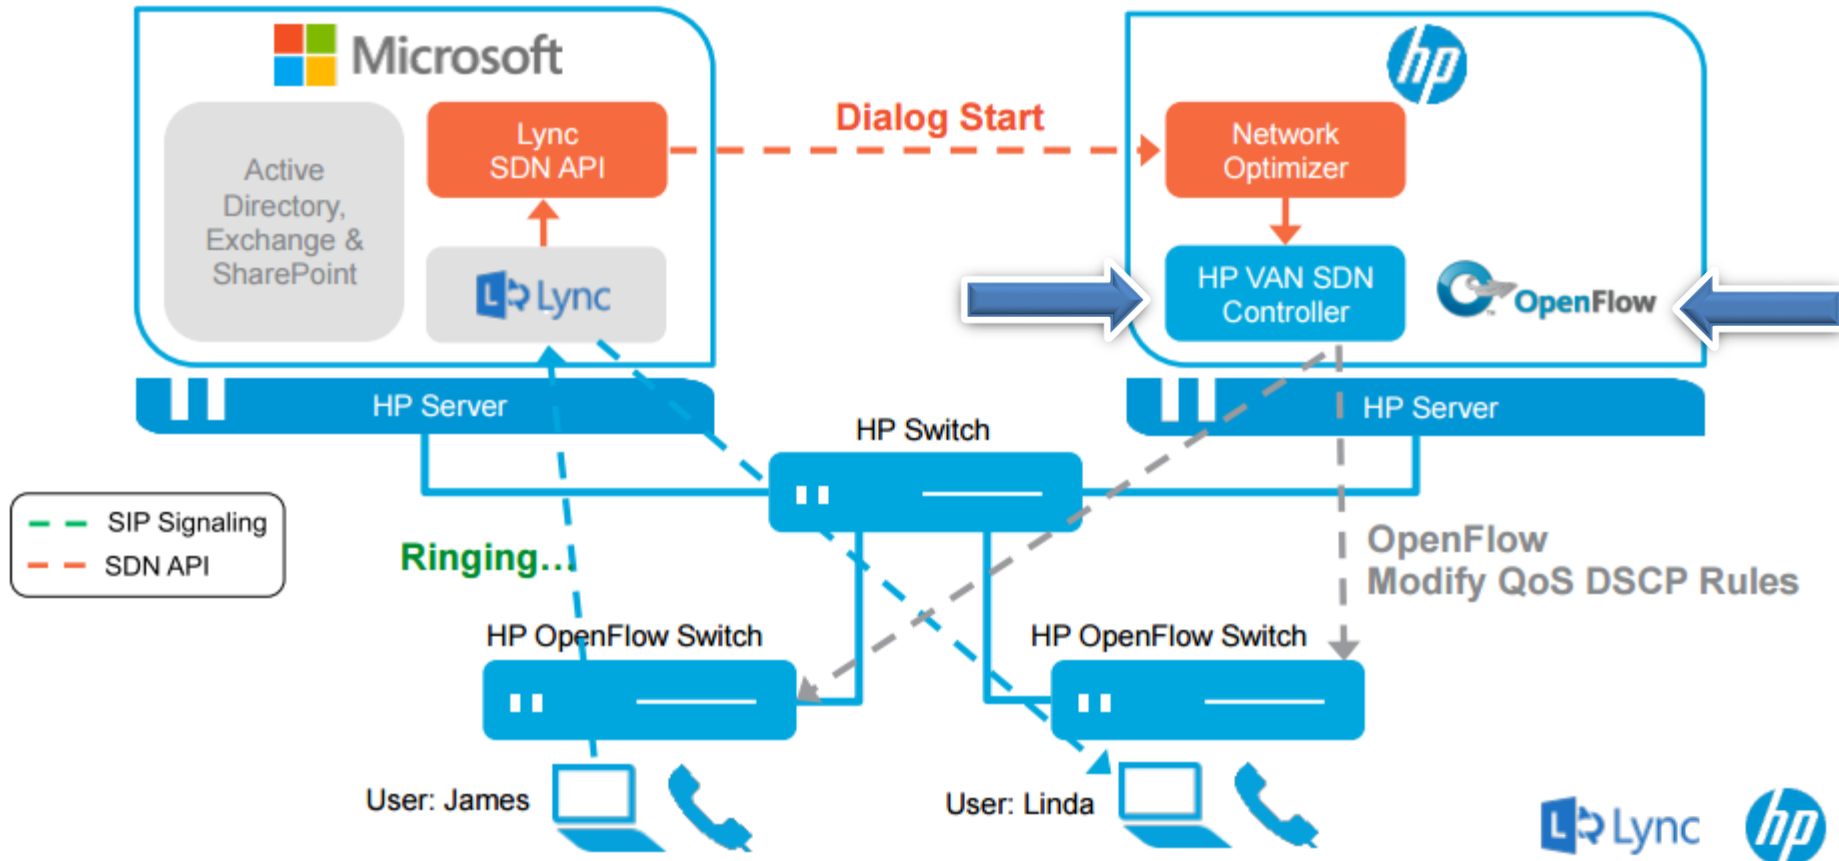 Microsoft
hp
Active
Directory,
Exchange &
SharePoint
Lync
SDN API
Lync
Dialog Start
Network
Optimizer
HP VAN SDN
Controller
OpenFlow
HP Server
HP Server
HP Switch
SIP Signaling
SDN API
Ringing...
OpenFlow
Modify QoS DSCP Rules
HP OpenFlow Switch
HP OpenFlow Switch
User: James
User: Linda
Lync
hp